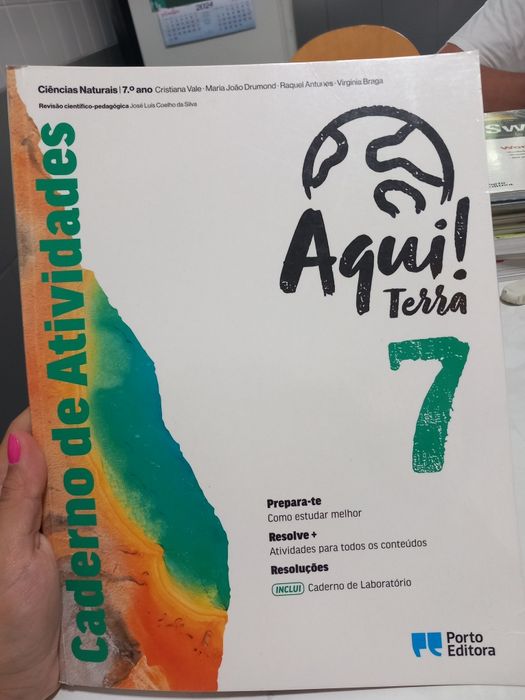 2024
Ciências Naturais | 7.º ano Cristiana Vale · Maria João Drumond · Raquel Antunes · Virgínia Braga
Revisão científico-pedagógica José Luís Coelho da Silva
Caderno de Atividades
Aqui!
Terra
7
Prepara-te
Como estudar melhor
Resolve +
Atividades para todos os conteúdos
Resoluções
INCLUI Caderno de Laboratório
Porto
Editora
Sw